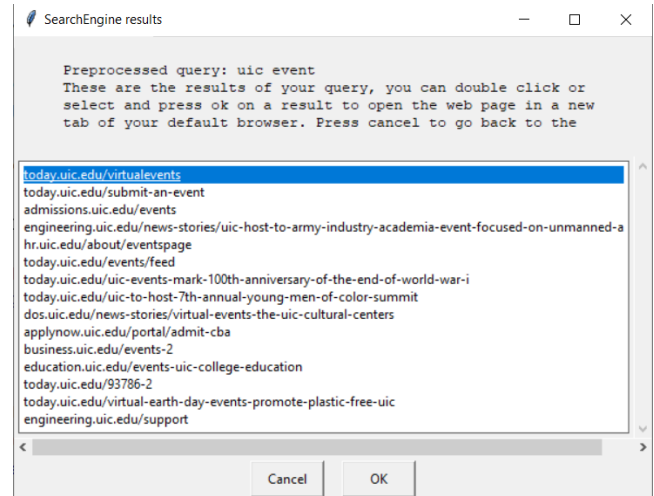 SearchEngine results
Preprocessed query: uic event
These are the results of your query, you can double click or
select and press ok on a result to open the web page in a new
tab of your default browser. Press cancel to go back to the
today.uic.edu/virtualevents
today.uic.edu/submit-an-event
admissions.uic.edu/events
engineering.uic.edu/news-stories/uic-host-to-army-industry-academia-event-focused-on-unmanned-a
hr.uic.edu/about/eventspage
today.uic.edu/events/feed
today.uic.edu/uic-events-mark-100th-anniversary-of-the-end-of-world-war-i
today.uic.edu/uic-to-host-7th-annual-young-men-of-color-summit
dos.uic.edu/news-stories/virtual-events-the-uic-cultural-centers
applynow.uic.edu/portal/admit-cba
business.uic.edu/events-2
education.uic.edu/events-uic-college-education
today.uic.edu/93786-2
today.uic.edu/virtual-earth-day-events-promote-plastic-free-uic
engineering.uic.edu/support
Cancel OK